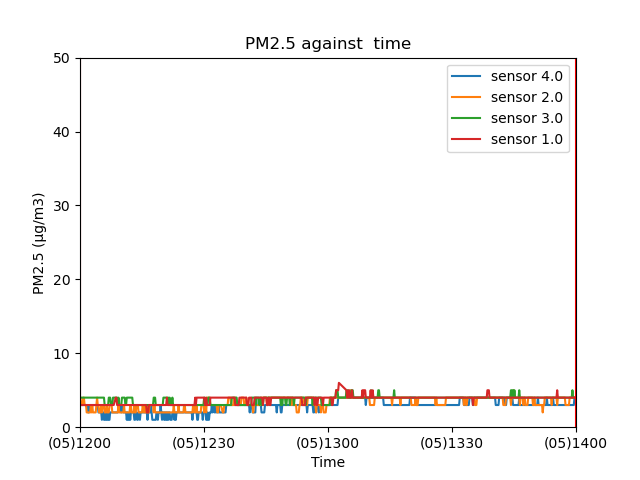 PM2.5 against  time
sensor 4.0
sensor 2.0
sensor 3.0
sensor 1.0
PM2.5 (µg/m3)
50
40
30
20
10
0
(05)1200 (05)1230 (05)1300 (05)1330 (05)1400
Time